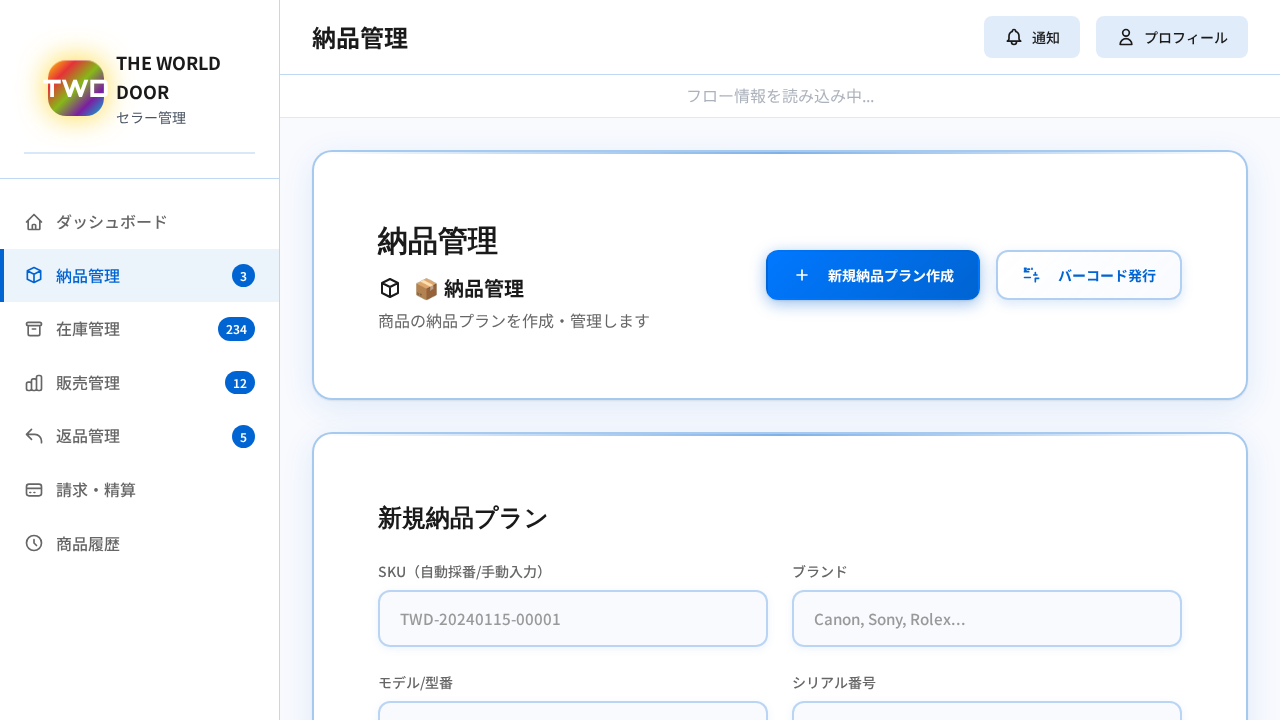 TWD
THE WORLD
DOOR
セラー管理
ダッシュボード
納品管理 3
在庫管理 234
販売管理 12
返品管理 5
請求・精算
商品履歴
納品管理
通知
プロフィール
フロー情報を読み込み中...
納品管理
📦 納品管理
商品の納品プランを作成・管理します
新規納品プラン作成
バーコード発行
新規納品プラン
SKU（自動採番/手動入力）
TWD-20240115-00001
ブランド
Canon, Sony, Rolex...
モデル/型番
シリアル番号